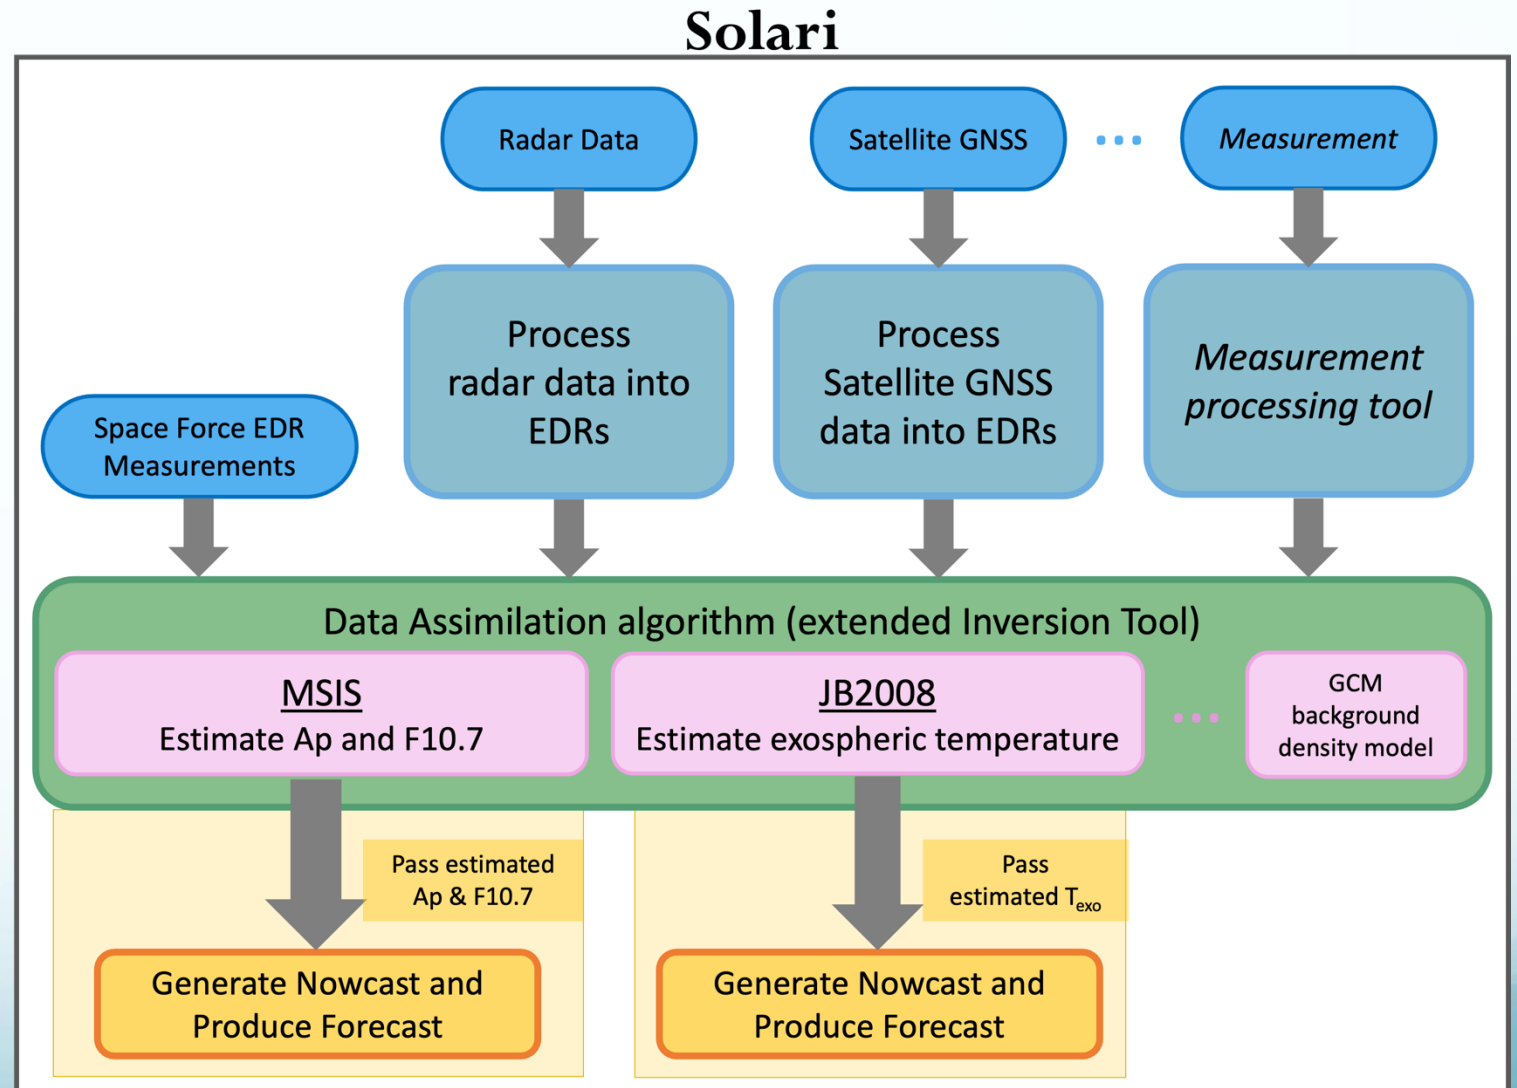 Solari
Radar Data
Satellite GNSS
Measurement
Process
radar data into
EDRs
Process
Satellite GNSS
data into EDRs
Measurement
processing tool
Space Force EDR
Measurements
Data Assimilation algorithm (extended Inversion Tool)
MSIS
Estimate Ap and F10.7
JB2008
Estimate exospheric temperature
GCM
background
density model
Pass estimated
Ap & F10.7
Pass
estimated Texo
Generate Nowcast and
Produce Forecast
Generate Nowcast and
Produce Forecast